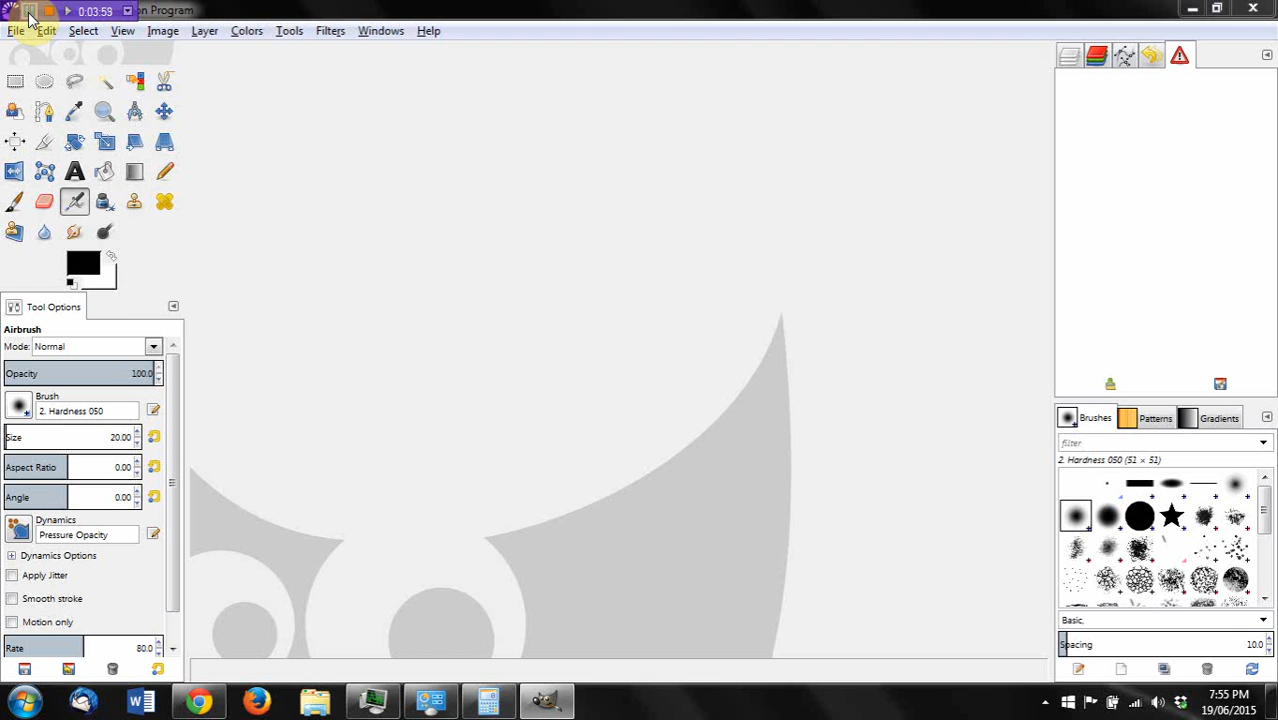 0:03:59
on Program
File Edit Select View Image Layer Colors Tools Filters Windows Help
Tool Options
Airbrush
Mode: Normal
Opacity 100.0
Brush
2. Hardness 050
Size 20.00
Aspect Ratio 0.00
Angle 0.00
Dynamics
Pressure Opacity
Dynamics Options
Apply Jitter
Smooth stroke
Motion only
Rate 80.0
Brushes Patterns Gradients
filter
2. Hardness 050 (51 × 51)
Basic,
Spacing 10.0
7:55 PM
19/06/2015